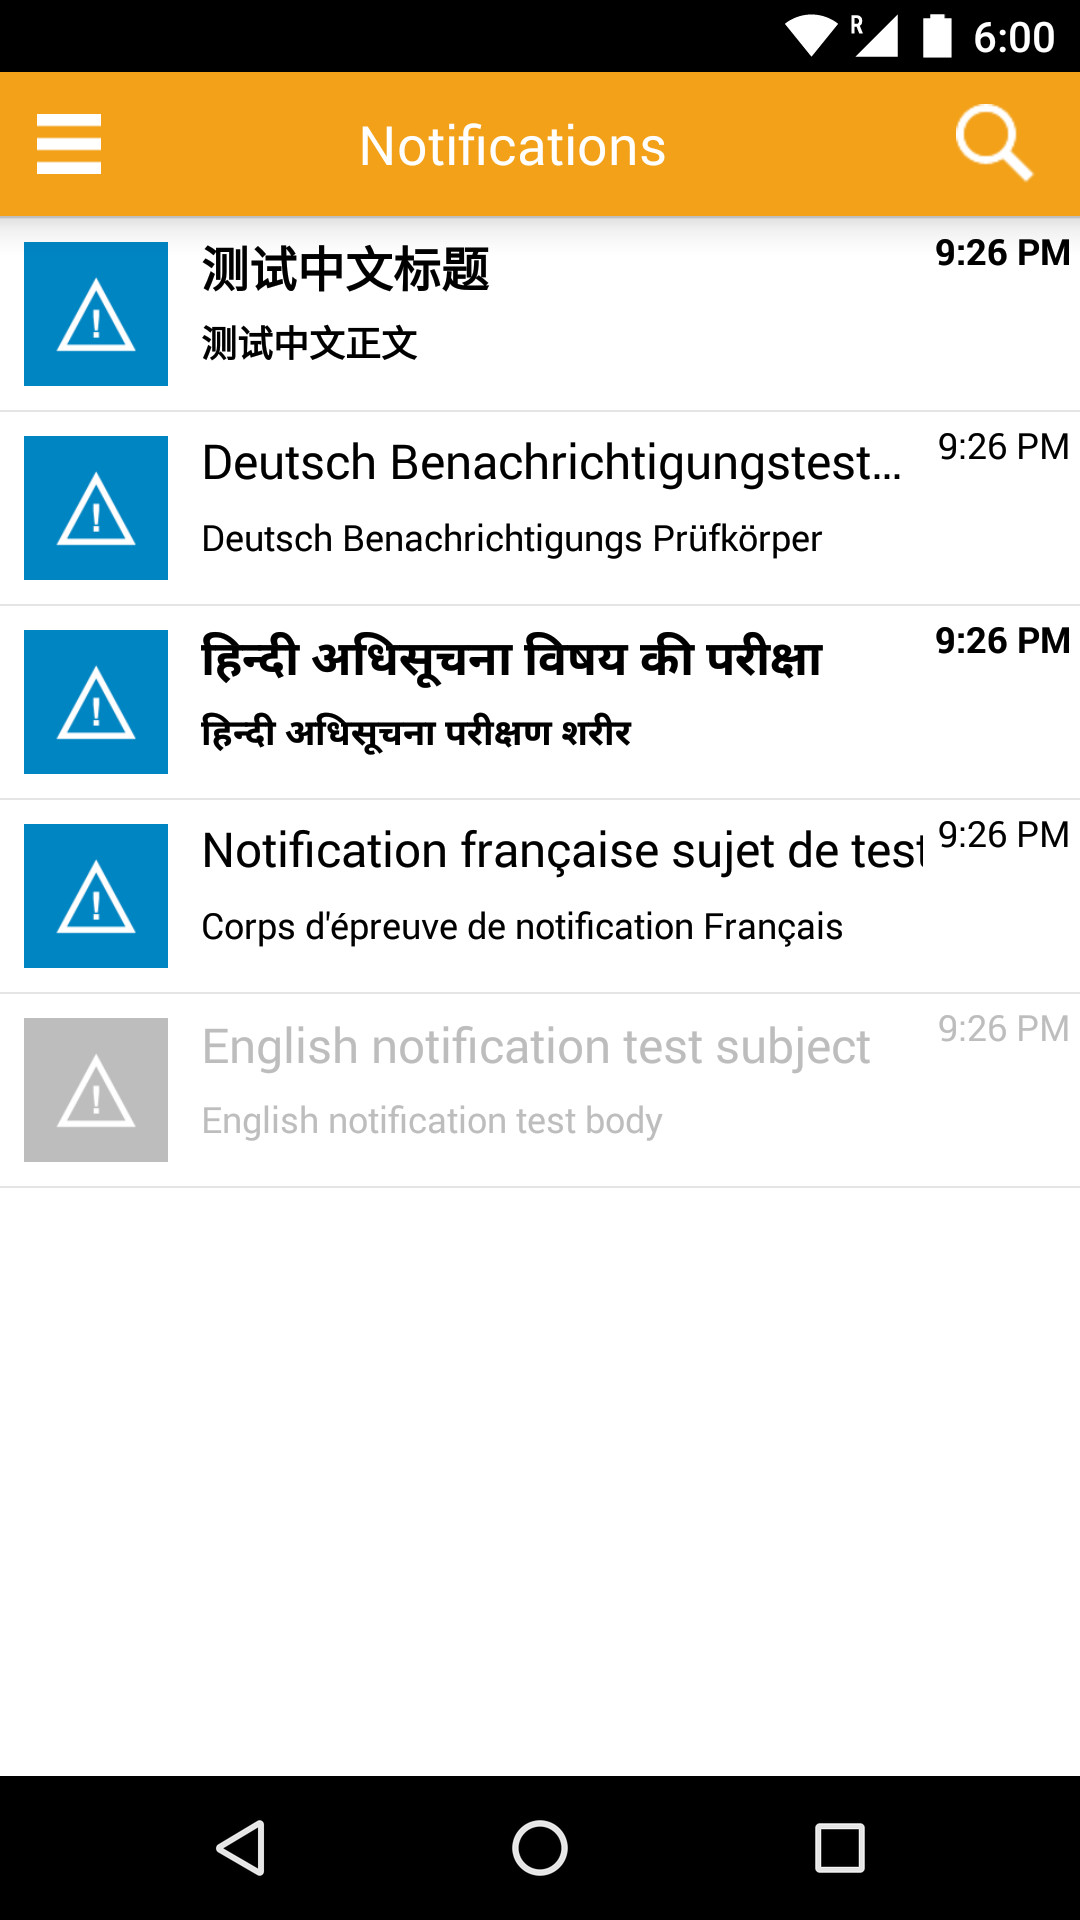 R 6:00
Notifications
测试中文标题 9:26 PM
测试中文正文
Deutsch Benachrichtigungstest... 9:26 PM
Deutsch Benachrichtigungs Prüfkörper
हिन्दी अधिसूचना विषय की परीक्षा 9:26 PM
हिन्दी अधिसूचना परीक्षण शरीर
Notification française sujet de test 9:26 PM
Corps d'épreuve de notification Français
English notification test subject 9:26 PM
English notification test body